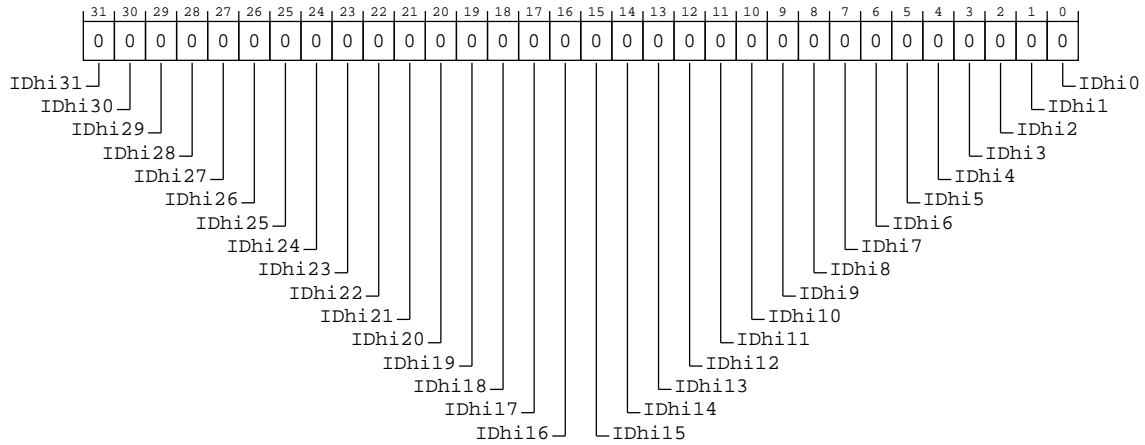 31 30 29 28 27 26 25 24 23 22 21 20 19 18 17 16 15 14 13 12 11 10 9 8 7 6 5 4 3 2 1 0
0 0 0 0 0 0 0 0 0 0 0 0 0 0 0 0 0 0 0 0 0 0 0 0 0 0 0 0 0 0 0 0
IDhi31 IDhi0
IDhi30 IDhi1
IDhi29 IDhi2
IDhi28 IDhi3
IDhi27 IDhi4
IDhi26 IDhi5
IDhi25 IDhi6
IDhi24 IDhi7
IDhi23 IDhi8
IDhi22 IDhi9
IDhi21 IDhi10
IDhi20 IDhi11
IDhi19 IDhi12
IDhi18 IDhi13
IDhi17 IDhi14
IDhi16 IDhi15